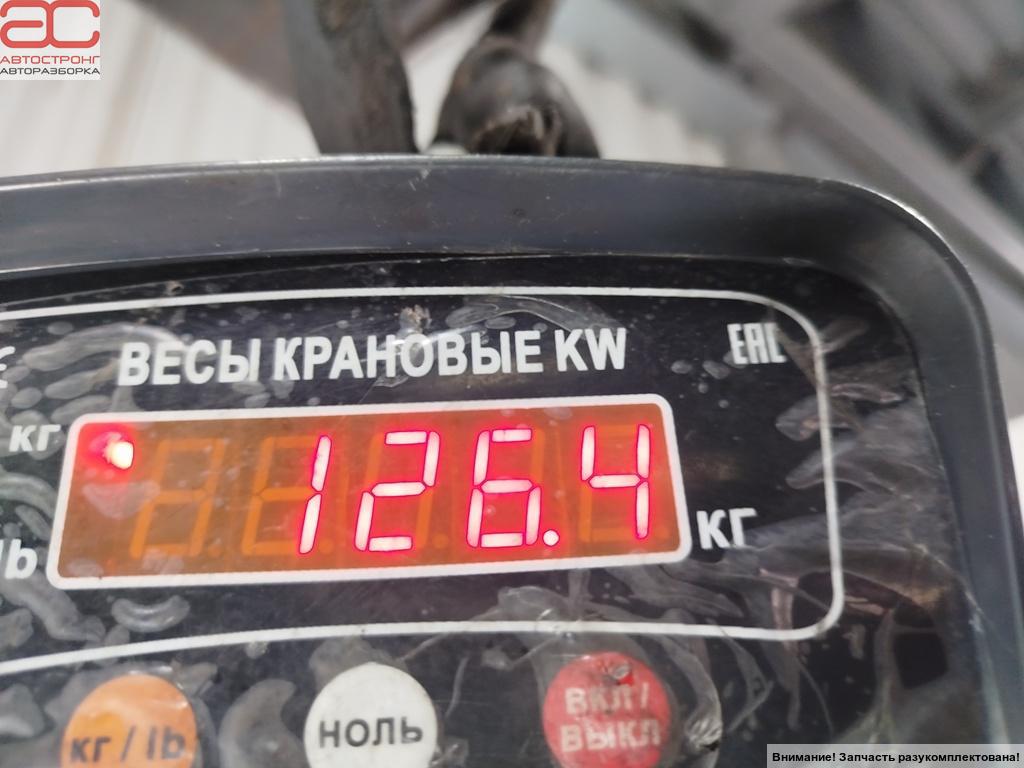 ас
АВТОСТРОНГ
АВТОРАЗБОРКА
ВЕСЫ КРАНОВЫЕ KW
EAC
кг
126.4
кг
lb
кг / lb
НОЛЬ
ВКЛ/
ВЫКЛ
Внимание! Запчасть разукомплектована!